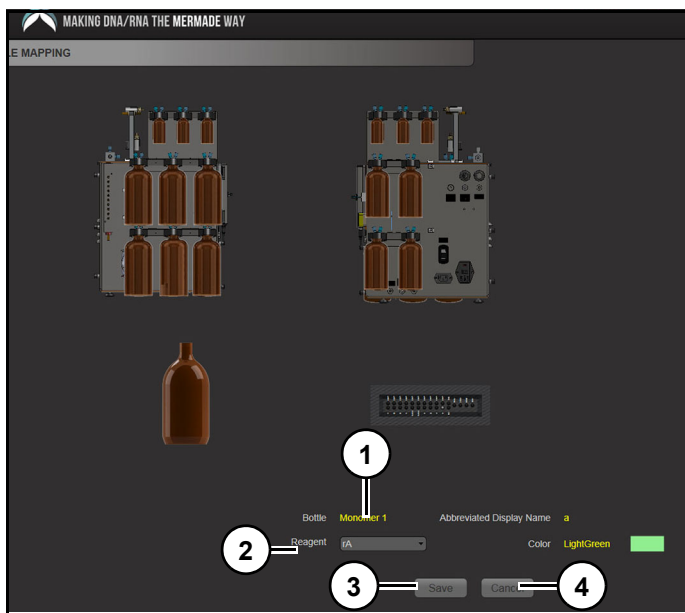 MAKING DNA/RNA THE MERMADE WAY
LE MAPPING
1
Bottle Monomer 1 Abbreviated Display Name a
2 Reagent rA Color LightGreen
3 Save Cancel 4